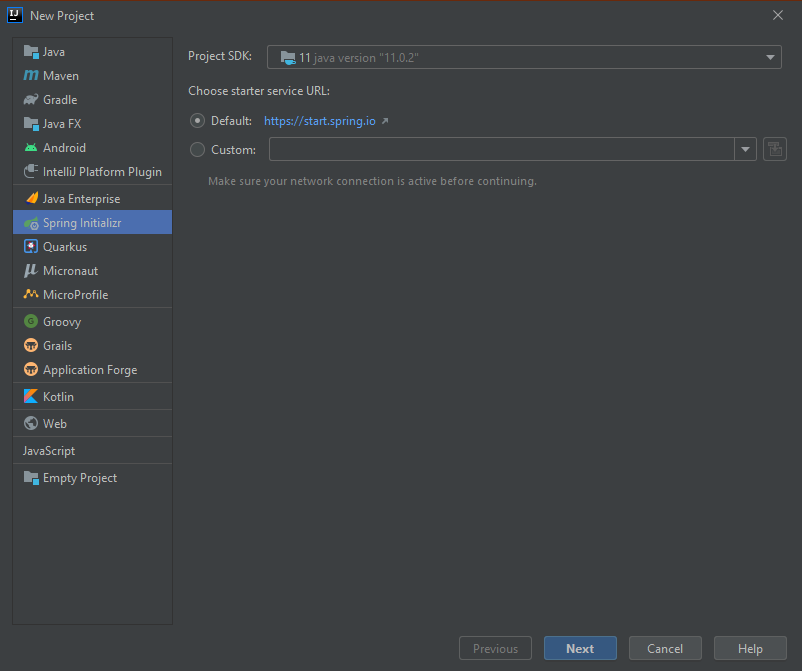 New Project
Java
Maven
Gradle
Java FX
Android
IntelliJ Platform Plugin
Java Enterprise
Spring Initializr
Quarkus
Micronaut
MicroProfile
Groovy
Grails
Application Forge
Kotlin
Web
JavaScript
Empty Project
Project SDK: 11 java version "11.0.2"
Choose starter service URL:
Default: https://start.spring.io
Custom:
Make sure your network connection is active before continuing.
Previous Next Cancel Help